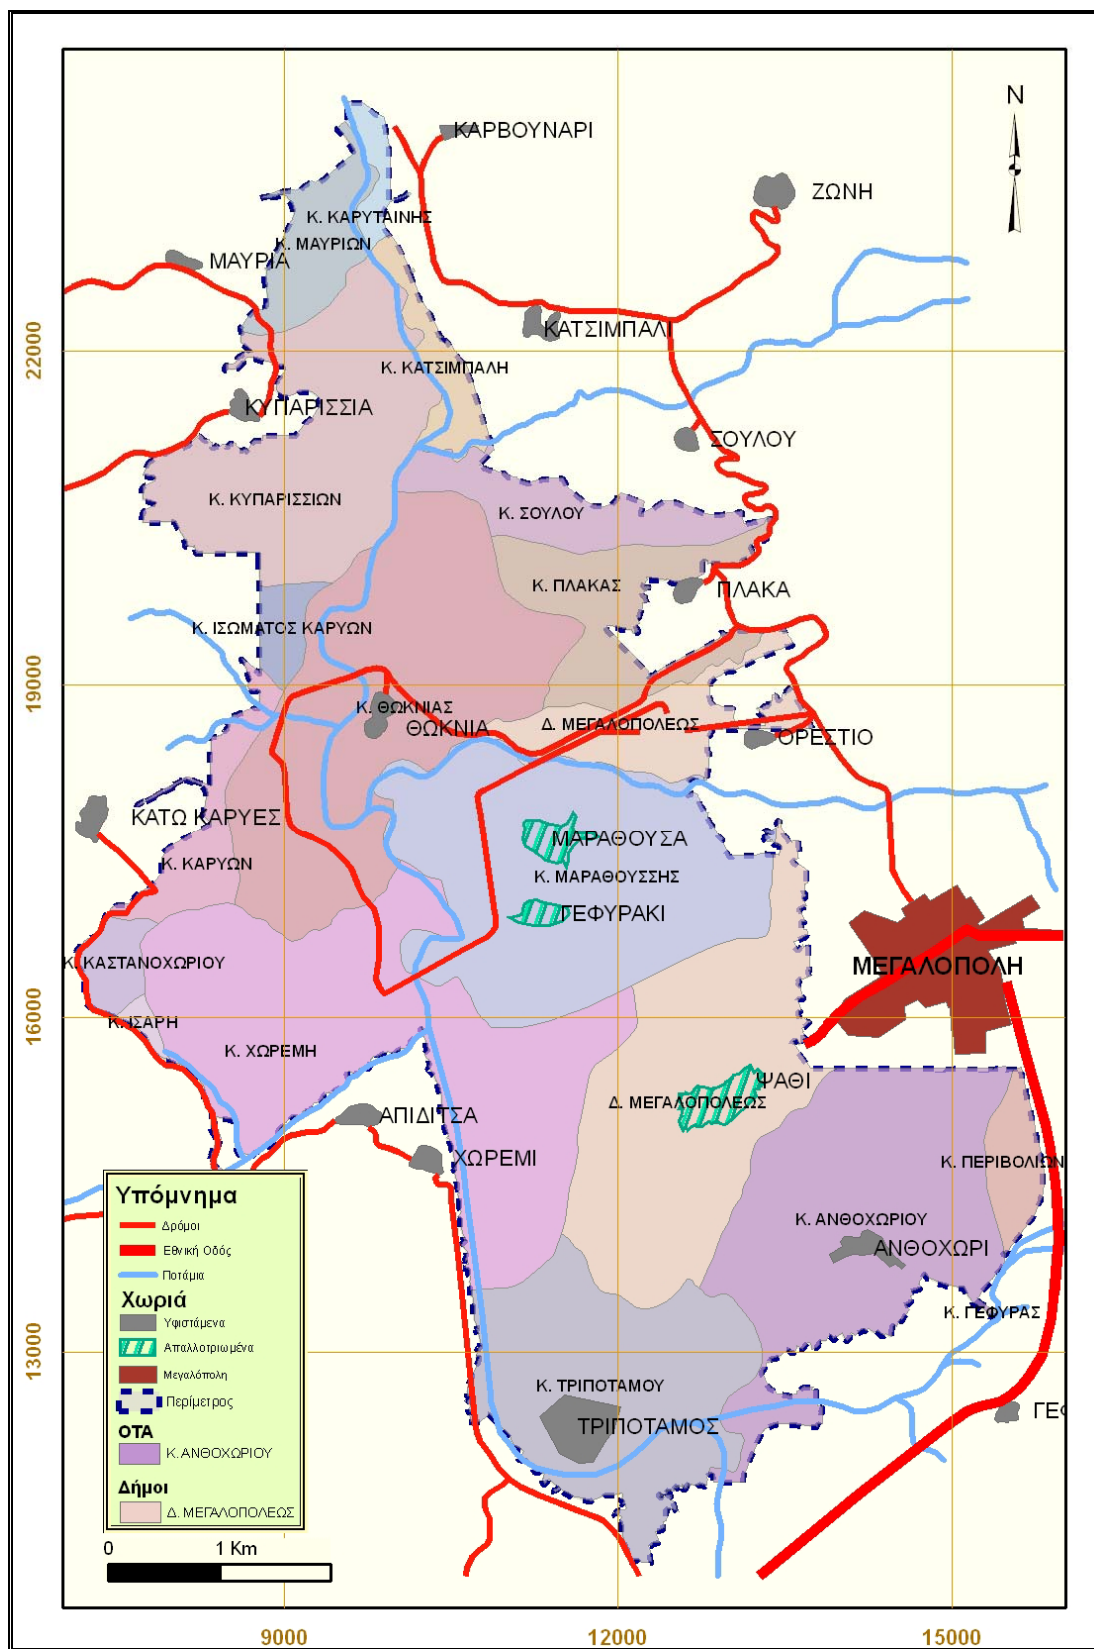 N
ΚΑΡΒΟΥΝΑΡΙ
ΖΩΝΗ
Κ. ΚΑΡΥΤΑΙΝΗΣ
Κ. ΜΑΥΡΙΩΝ
ΜΑΥΡΙΑ
ΚΑΤΣΙΜΠΑΛΙ
22000
Κ. ΚΑΤΣΙΜΠΑΛΗ
ΚΥΠΑΡΙΣΣΙΑ
ΣΟΥΛΟΥ
Κ. ΚΥΠΑΡΙΣΣΙΩΝ
Κ. ΣΟΥΛΟΥ
Κ. ΠΛΑΚΑΣ
ΠΛΑΚΑ
Κ. ΙΣΩΜΑΤΟΣ ΚΑΡΥΩΝ
19000
Κ. ΘΩΚΝΙΑΣ
ΘΩΚΝΙΑ
Δ. ΜΕΓΑΛΟΠΟΛΕΩΣ
ΟΡΕΣΤΙΟ
ΚΑΤΩ ΚΑΡΥΕΣ
ΜΑΡΑΘΟΥΣΑ
Κ. ΚΑΡΥΩΝ
Κ. ΜΑΡΑΘΟΥΣΣΗΣ
ΓΕΦΥΡΑΚΙ
Κ. ΚΑΣΤΑΝΟΧΩΡΙΟΥ
ΜΕΓΑΛΟΠΟΛΗ
16000
Κ. ΙΣΑΡΗ
Κ. ΧΩΡΕΜΗ
ΨΑΘΙ
Δ. ΜΕΓΑΛΟΠΟΛΕΩΣ
ΑΠΙΔΙΤΣΑ
ΧΩΡΕΜΙ
Κ. ΠΕΡΙΒΟΛΙΩΝ
Κ. ΑΝΘΟΧΩΡΙΟΥ
ΑΝΘΟΧΩΡΙ
Κ. ΓΕΦΥΡΑΣ
13000
Κ. ΤΡΙΠΟΤΑΜΟΥ
ΤΡΙΠΟΤΑΜΟΣ
ΓΕΦ
Υπόμνημα
Δρόμοι
Εθνική Οδός
Ποτάμια
Χωριά
Υφιστάμενα
Απαλλοτριωμένα
Μεγαλόπολη
Περίμετρος
ΟΤΑ
Κ. ΑΝΘΟΧΩΡΙΟΥ
Δήμοι
Δ. ΜΕΓΑΛΟΠΟΛΕΩΣ
0 1 Km
9000 12000 15000